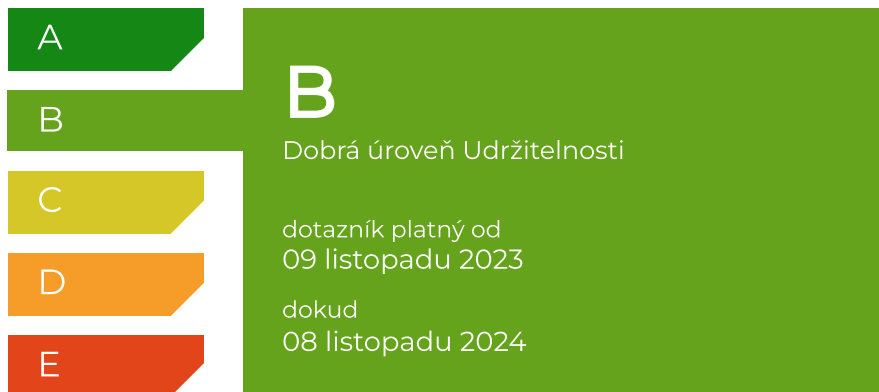 A
B
C
D
E
B
Dobrá úroveň Udržitelnosti
dotazník platný od
09 listopadu 2023
dokud
08 listopadu 2024